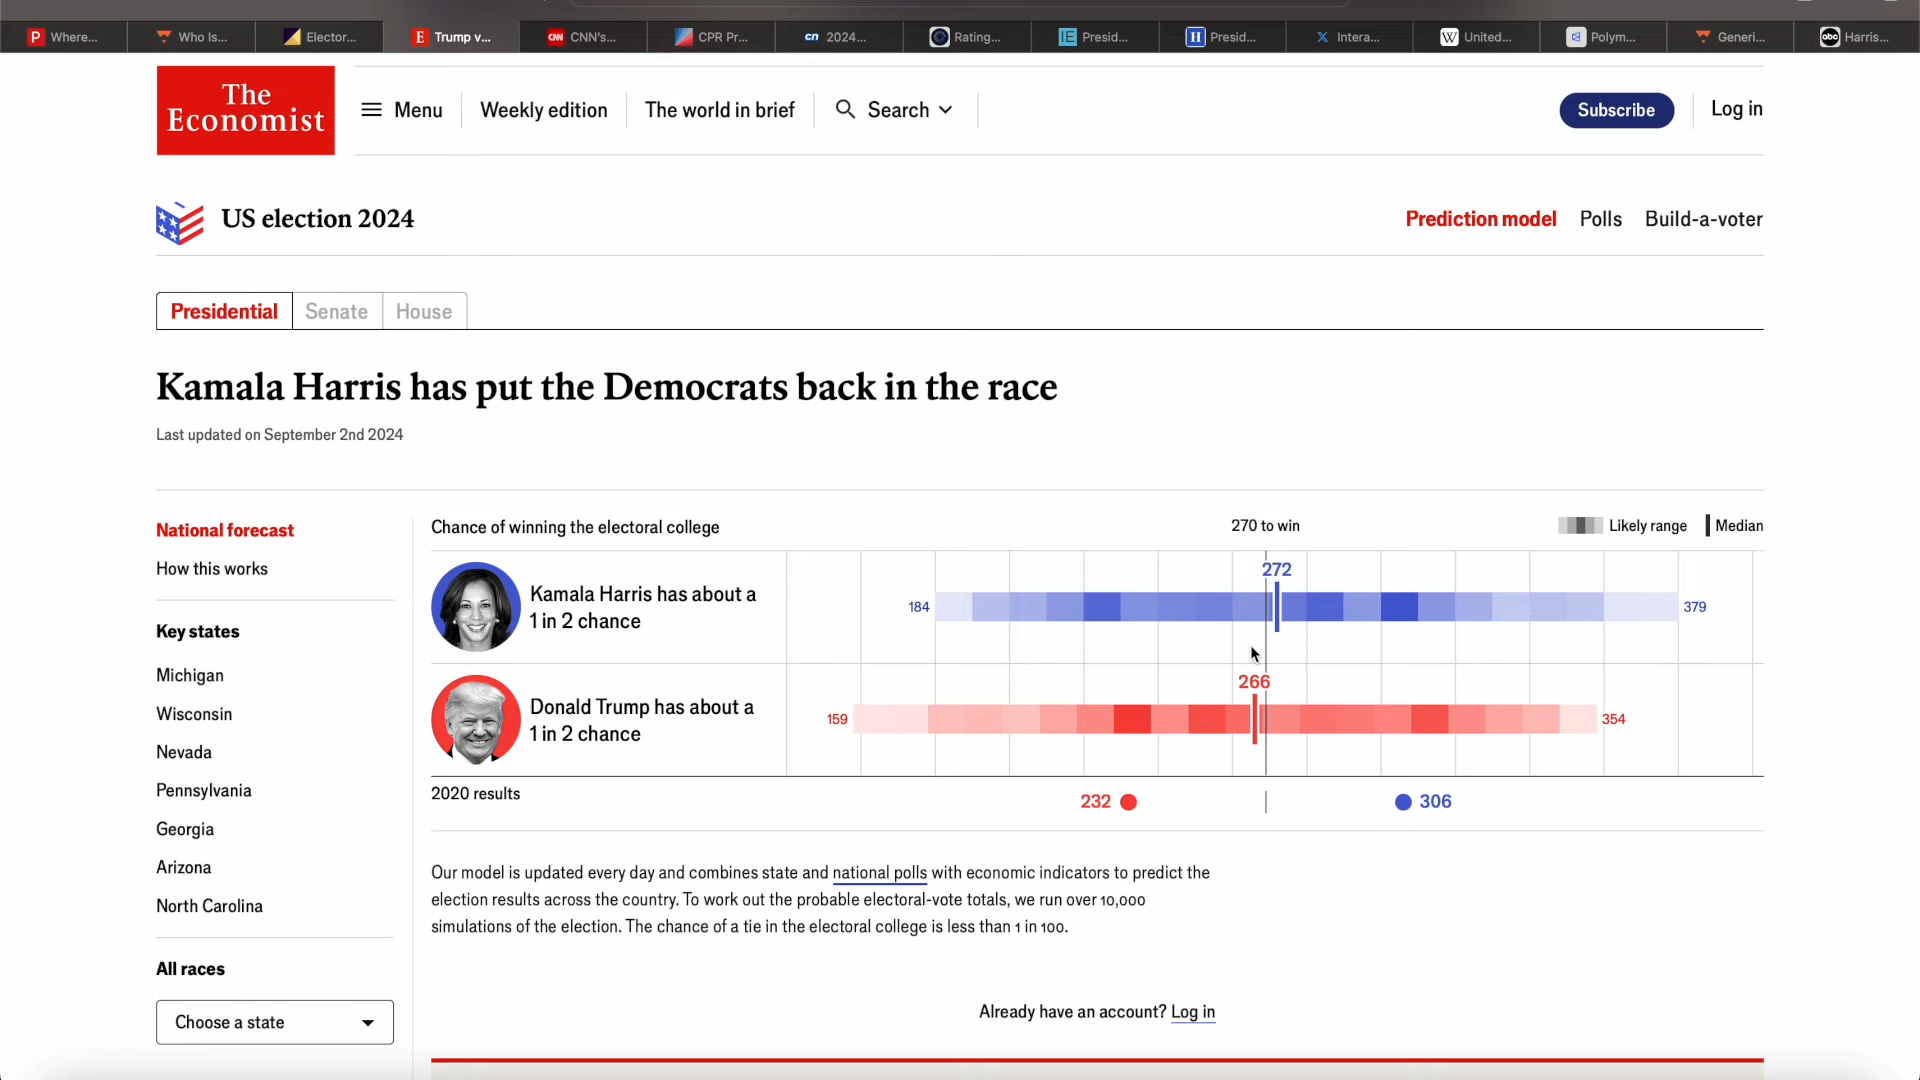 Where...
Who Is...
Elector...
Trump v...
CNN's...
CPR Pr...
2024...
Rating...
Presid...
Presid...
Intera...
United...
Polym...
Generi...
Harris...
The
Economist
Menu
Weekly edition
The world in brief
Search
Subscribe
Log in
US election 2024
Prediction model
Polls
Build-a-voter
Presidential
Senate
House
Kamala Harris has put the Democrats back in the race
Last updated on September 2nd 2024
National forecast
How this works
Key states
Michigan
Wisconsin
Nevada
Pennsylvania
Georgia
Arizona
North Carolina
All races
Choose a state
Chance of winning the electoral college
270 to win
Likely range
Median
Kamala Harris has about a
1 in 2 chance
184
272
379
Donald Trump has about a
1 in 2 chance
159
266
354
2020 results
232
306
Our model is updated every day and combines state and national polls with economic indicators to predict the
election results across the country. To work out the probable electoral-vote totals, we run over 10,000
simulations of the election. The chance of a tie in the electoral college is less than 1 in 100.
Already have an account? Log in